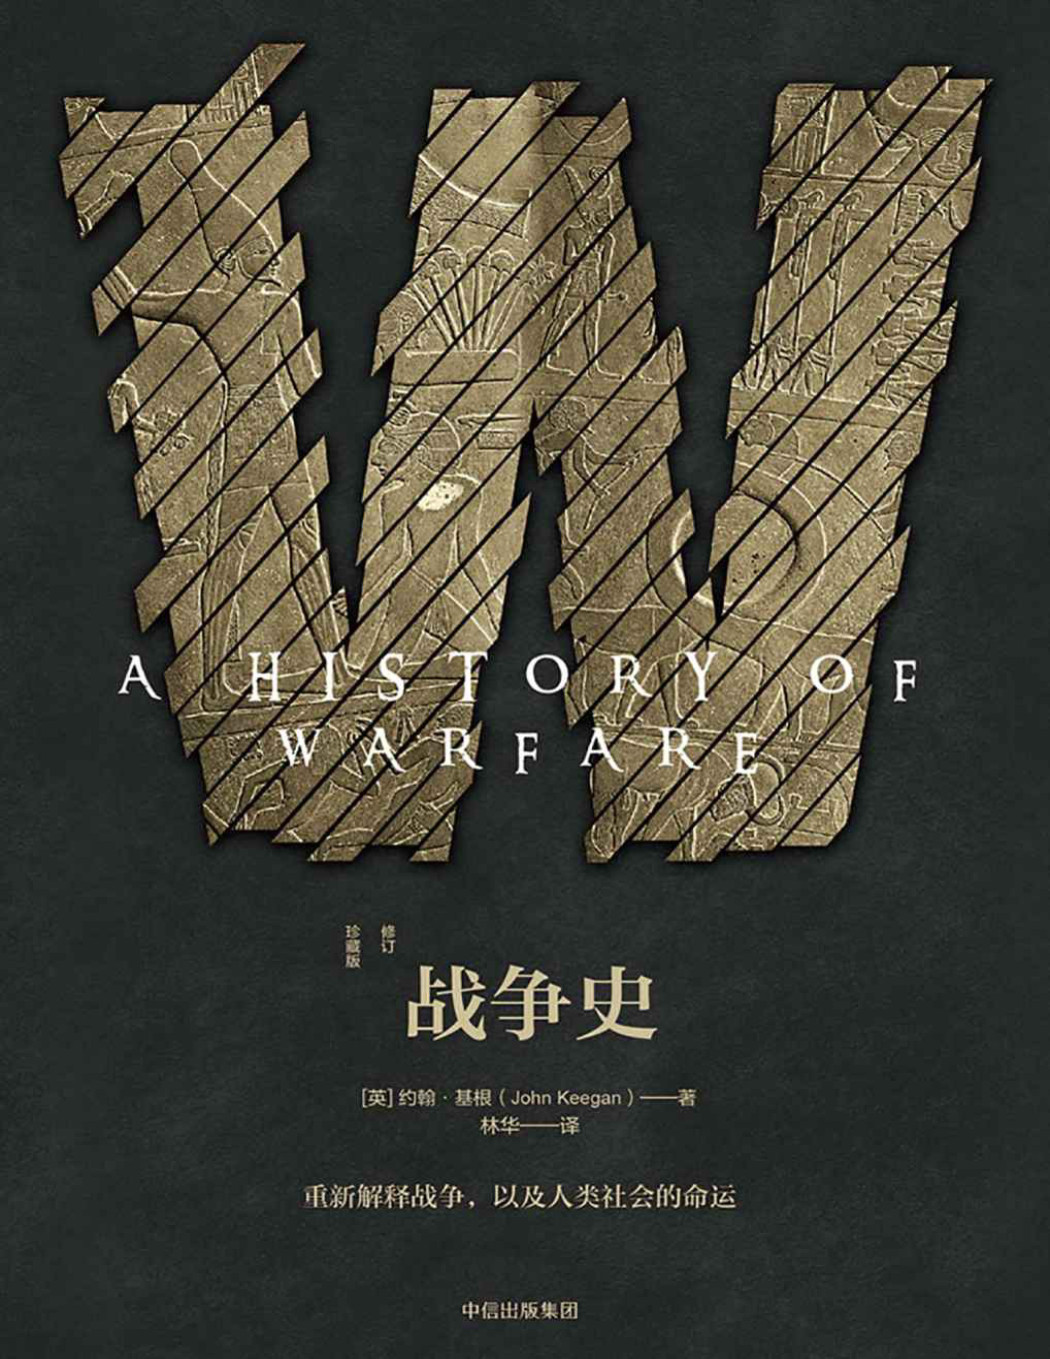 A HISTORY OF
WARFARE
修订
珍藏版
战争史
[英] 约翰·基根（John Keegan）——著
林华——译
重新解释战争，以及人类社会的命运
中信出版集团